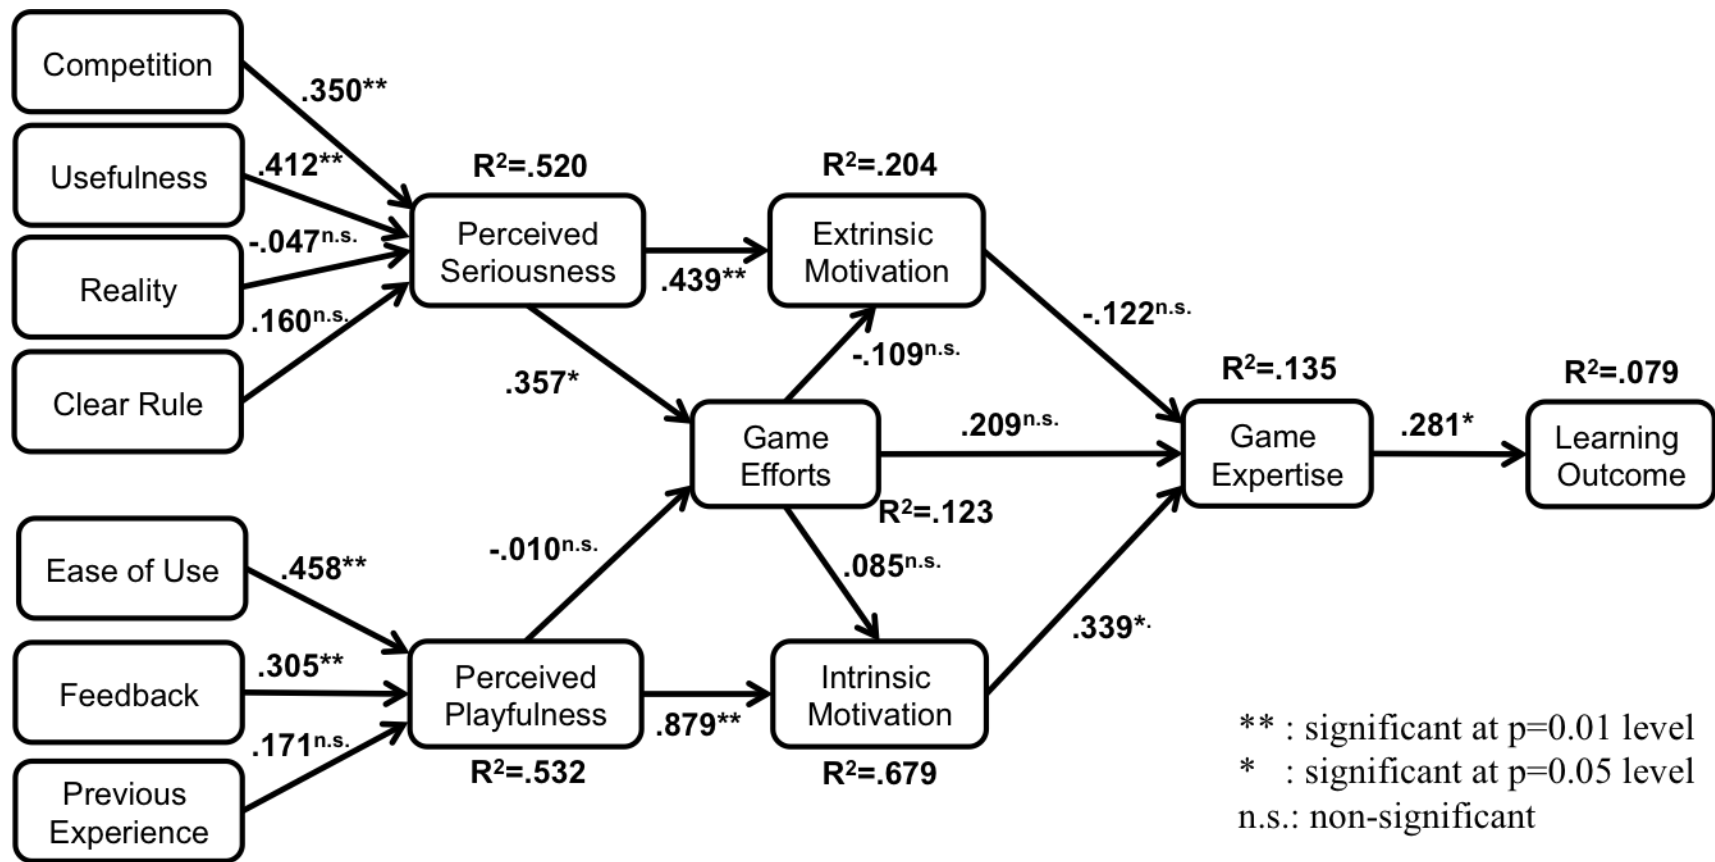 Competition
.350**
Usefulness
.412**
Reality
-.047n.s.
Clear Rule
.160n.s.
R²=.520
Perceived
Seriousness
.439**
R²=.204
Extrinsic
Motivation
-.122n.s.
.357*
-.109n.s.
Game
Efforts
R²=.123
.209n.s.
R²=.135
Game
Expertise
.281*
R²=.079
Learning
Outcome
Ease of Use
.458**
Feedback
.305**
Previous
Experience
.171n.s.
-.010n.s.
.085n.s.
Perceived
Playfulness
R²=.532
.879**
Intrinsic
Motivation
R²=.679
.339*.
** : significant at p=0.01 level
* : significant at p=0.05 level
n.s.: non-significant